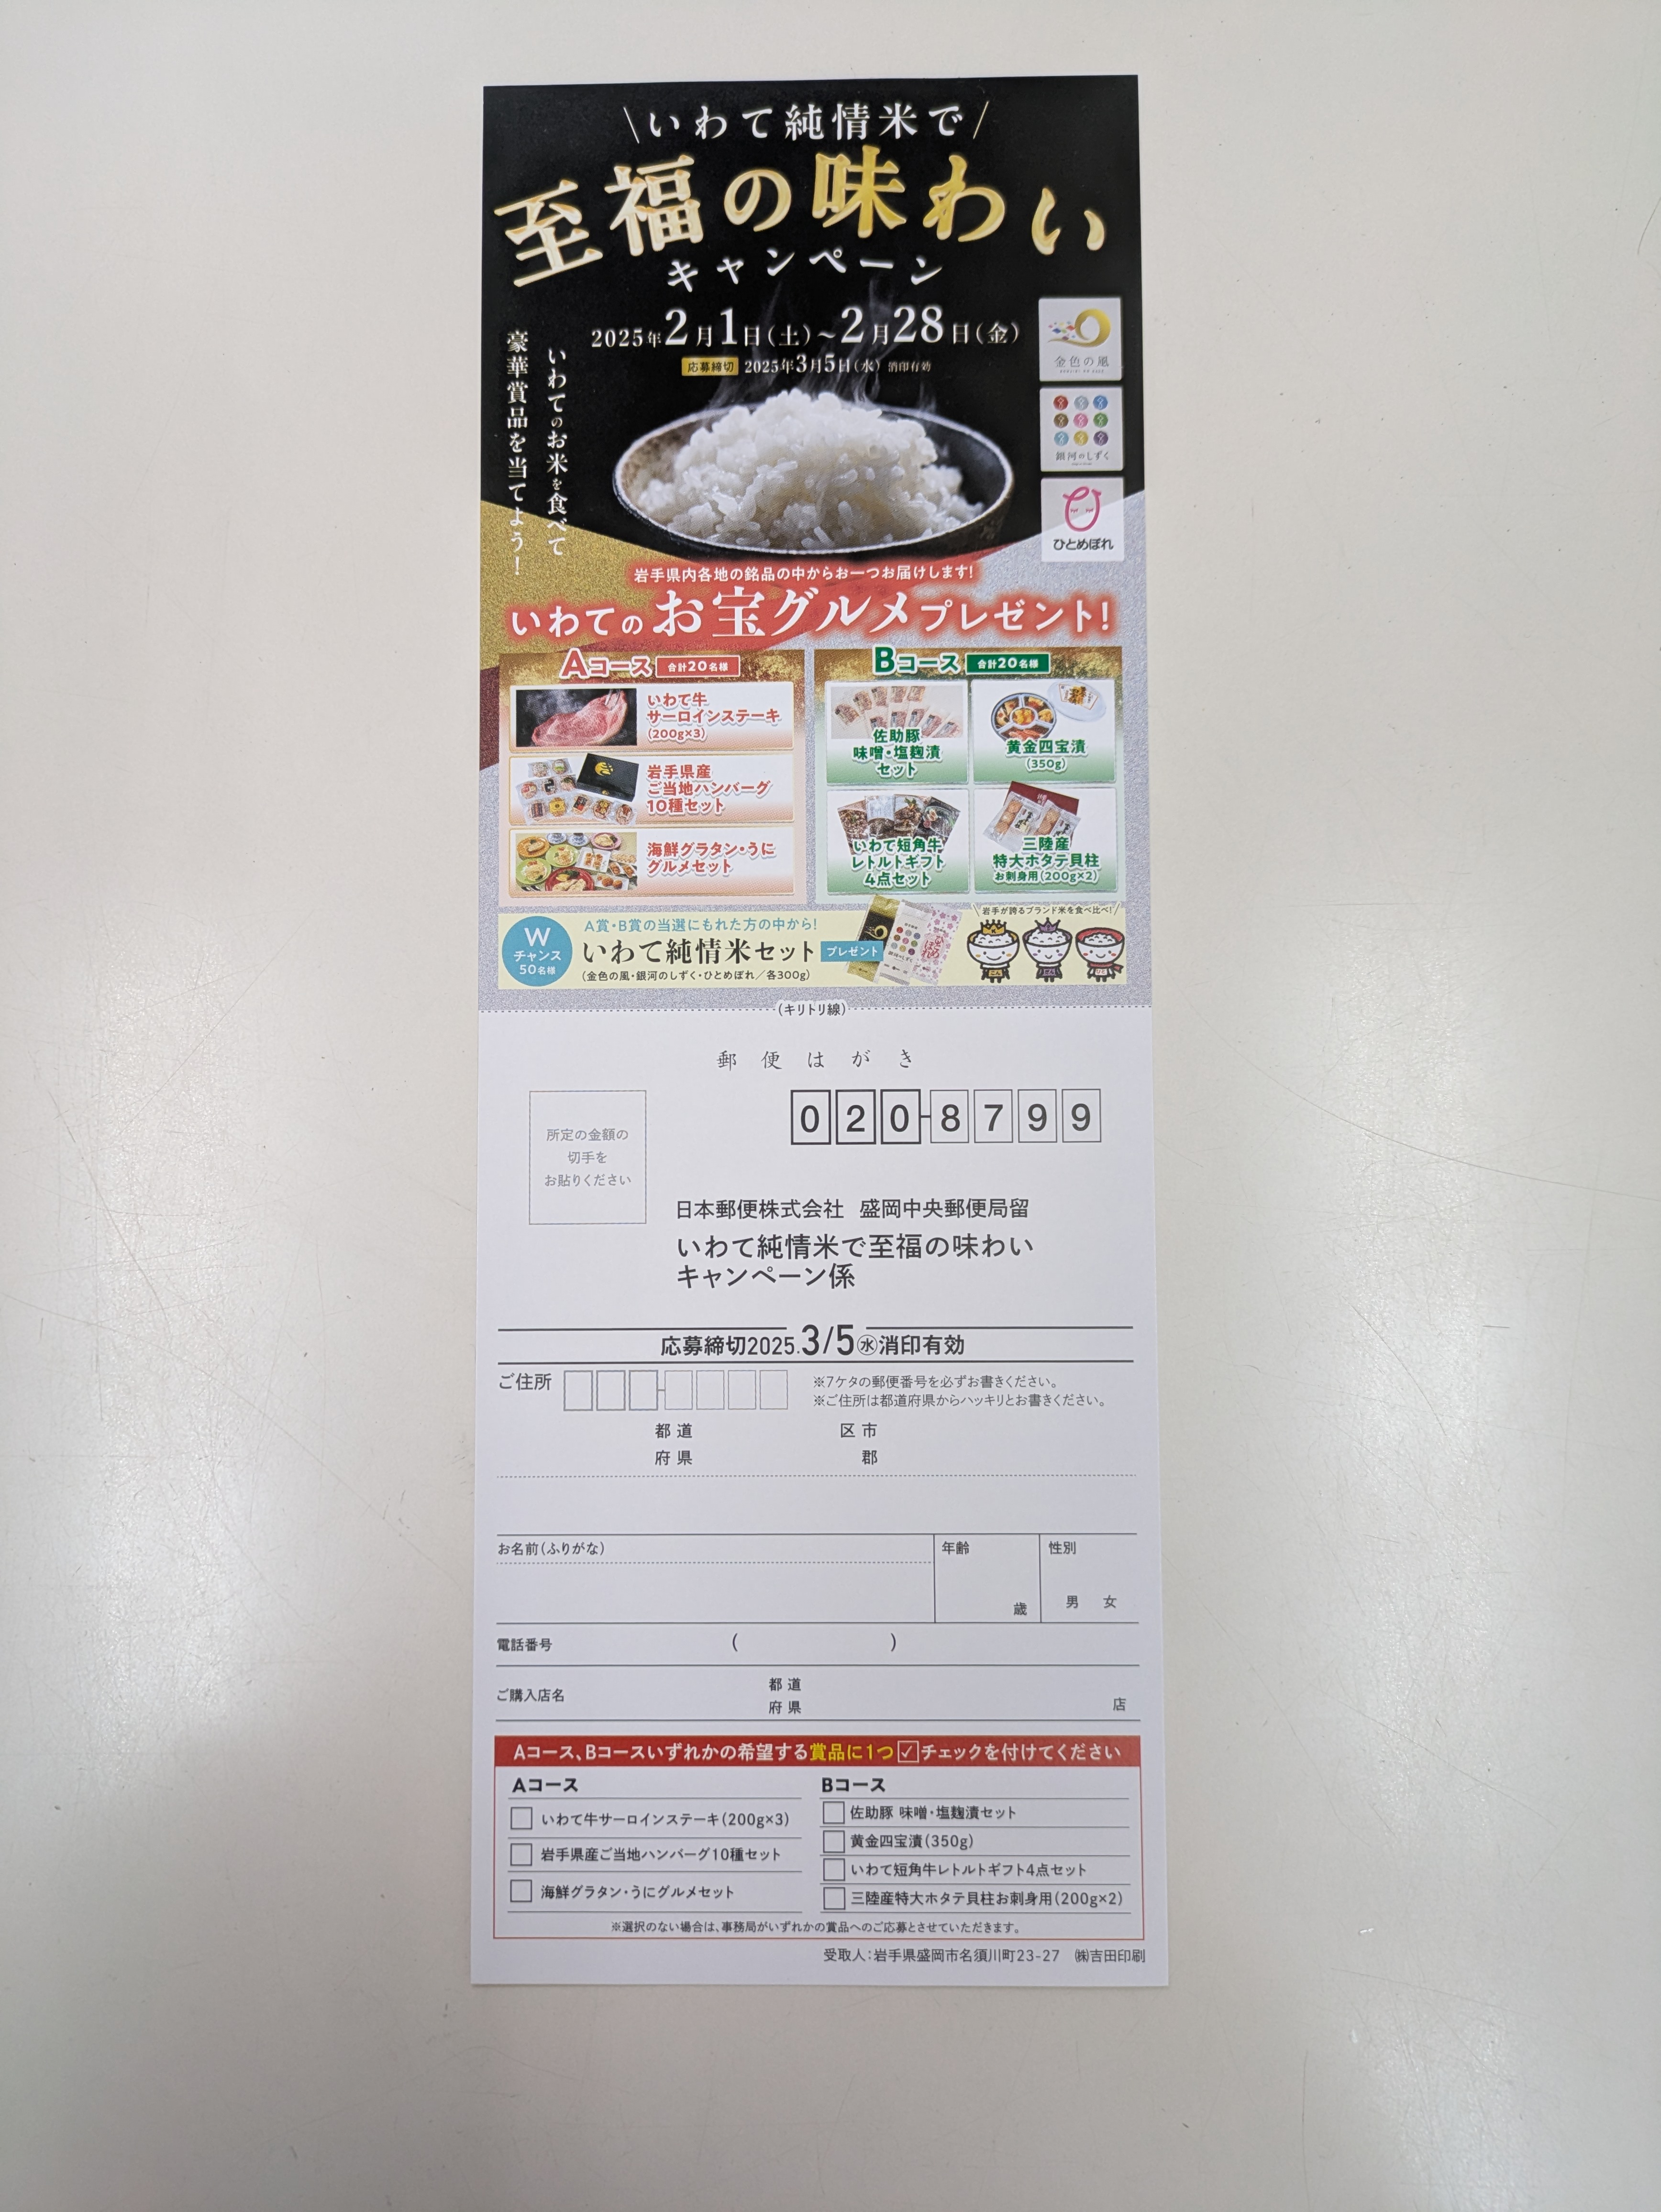 いわて純情米で
至福の味わい
キャンペーン
2025年2月1日(土)~2月28日(金)
応募締切 2025年3月5日(水) 消印有効
いわてのお米を食べて
豪華賞品を当てよう!
金色の風
銀河のしずく
ひとめぼれ
岩手県内各地の銘品の中からお一つお届けします!
いわてのお宝グルメプレゼント!
Aコース 合計20名様
いわて牛
サーロインステーキ
(200g×3)
岩手県産
ご当地ハンバーグ
10種セット
海鮮グラタン・うに
グルメセット
Bコース 合計20名様
佐助豚
味噌・塩麹漬
セット
黄金四宝漬
(350g)
いわて短角牛
レトルトギフト
4点セット
三陸産
特大ホタテ貝柱
お刺身用(200g×2)
W
チャンス
50名様
A賞・B賞の当選にもれた方の中から!
いわて純情米セット プレゼント
(金色の風・銀河のしずく・ひとめぼれ/各300g)
岩手が誇るブランド米を食べ比べ!
(キリトリ線)
郵便はがき
020-8799
所定の金額の
切手を
お貼りください
日本郵便株式会社 盛岡中央郵便局留
いわて純情米で至福の味わい
キャンペーン係
応募締切2025.3/5㊌消印有効
ご住所
※7ケタの郵便番号を必ずお書きください。
※ご住所は都道府県からハッキリとお書きください。
都道 区市
府県 郡
お名前(ふりがな) 年齢 性別
歳 男 女
電話番号 ( )
ご購入店名 都道
府県 店
Aコース、Bコースいずれかの希望する賞品に1つ☑チェックを付けてください
Aコース
いわて牛サーロインステーキ(200g×3)
岩手県産ご当地ハンバーグ10種セット
海鮮グラタン・うにグルメセット
Bコース
佐助豚 味噌・塩麹漬セット
黄金四宝漬(350g)
いわて短角牛レトルトギフト4点セット
三陸産特大ホタテ貝柱お刺身用(200g×2)
※選択のない場合は、事務局がいずれかの賞品へのご応募とさせていただきます。
受取人:岩手県盛岡市名須川町23-27 ㈱吉田印刷